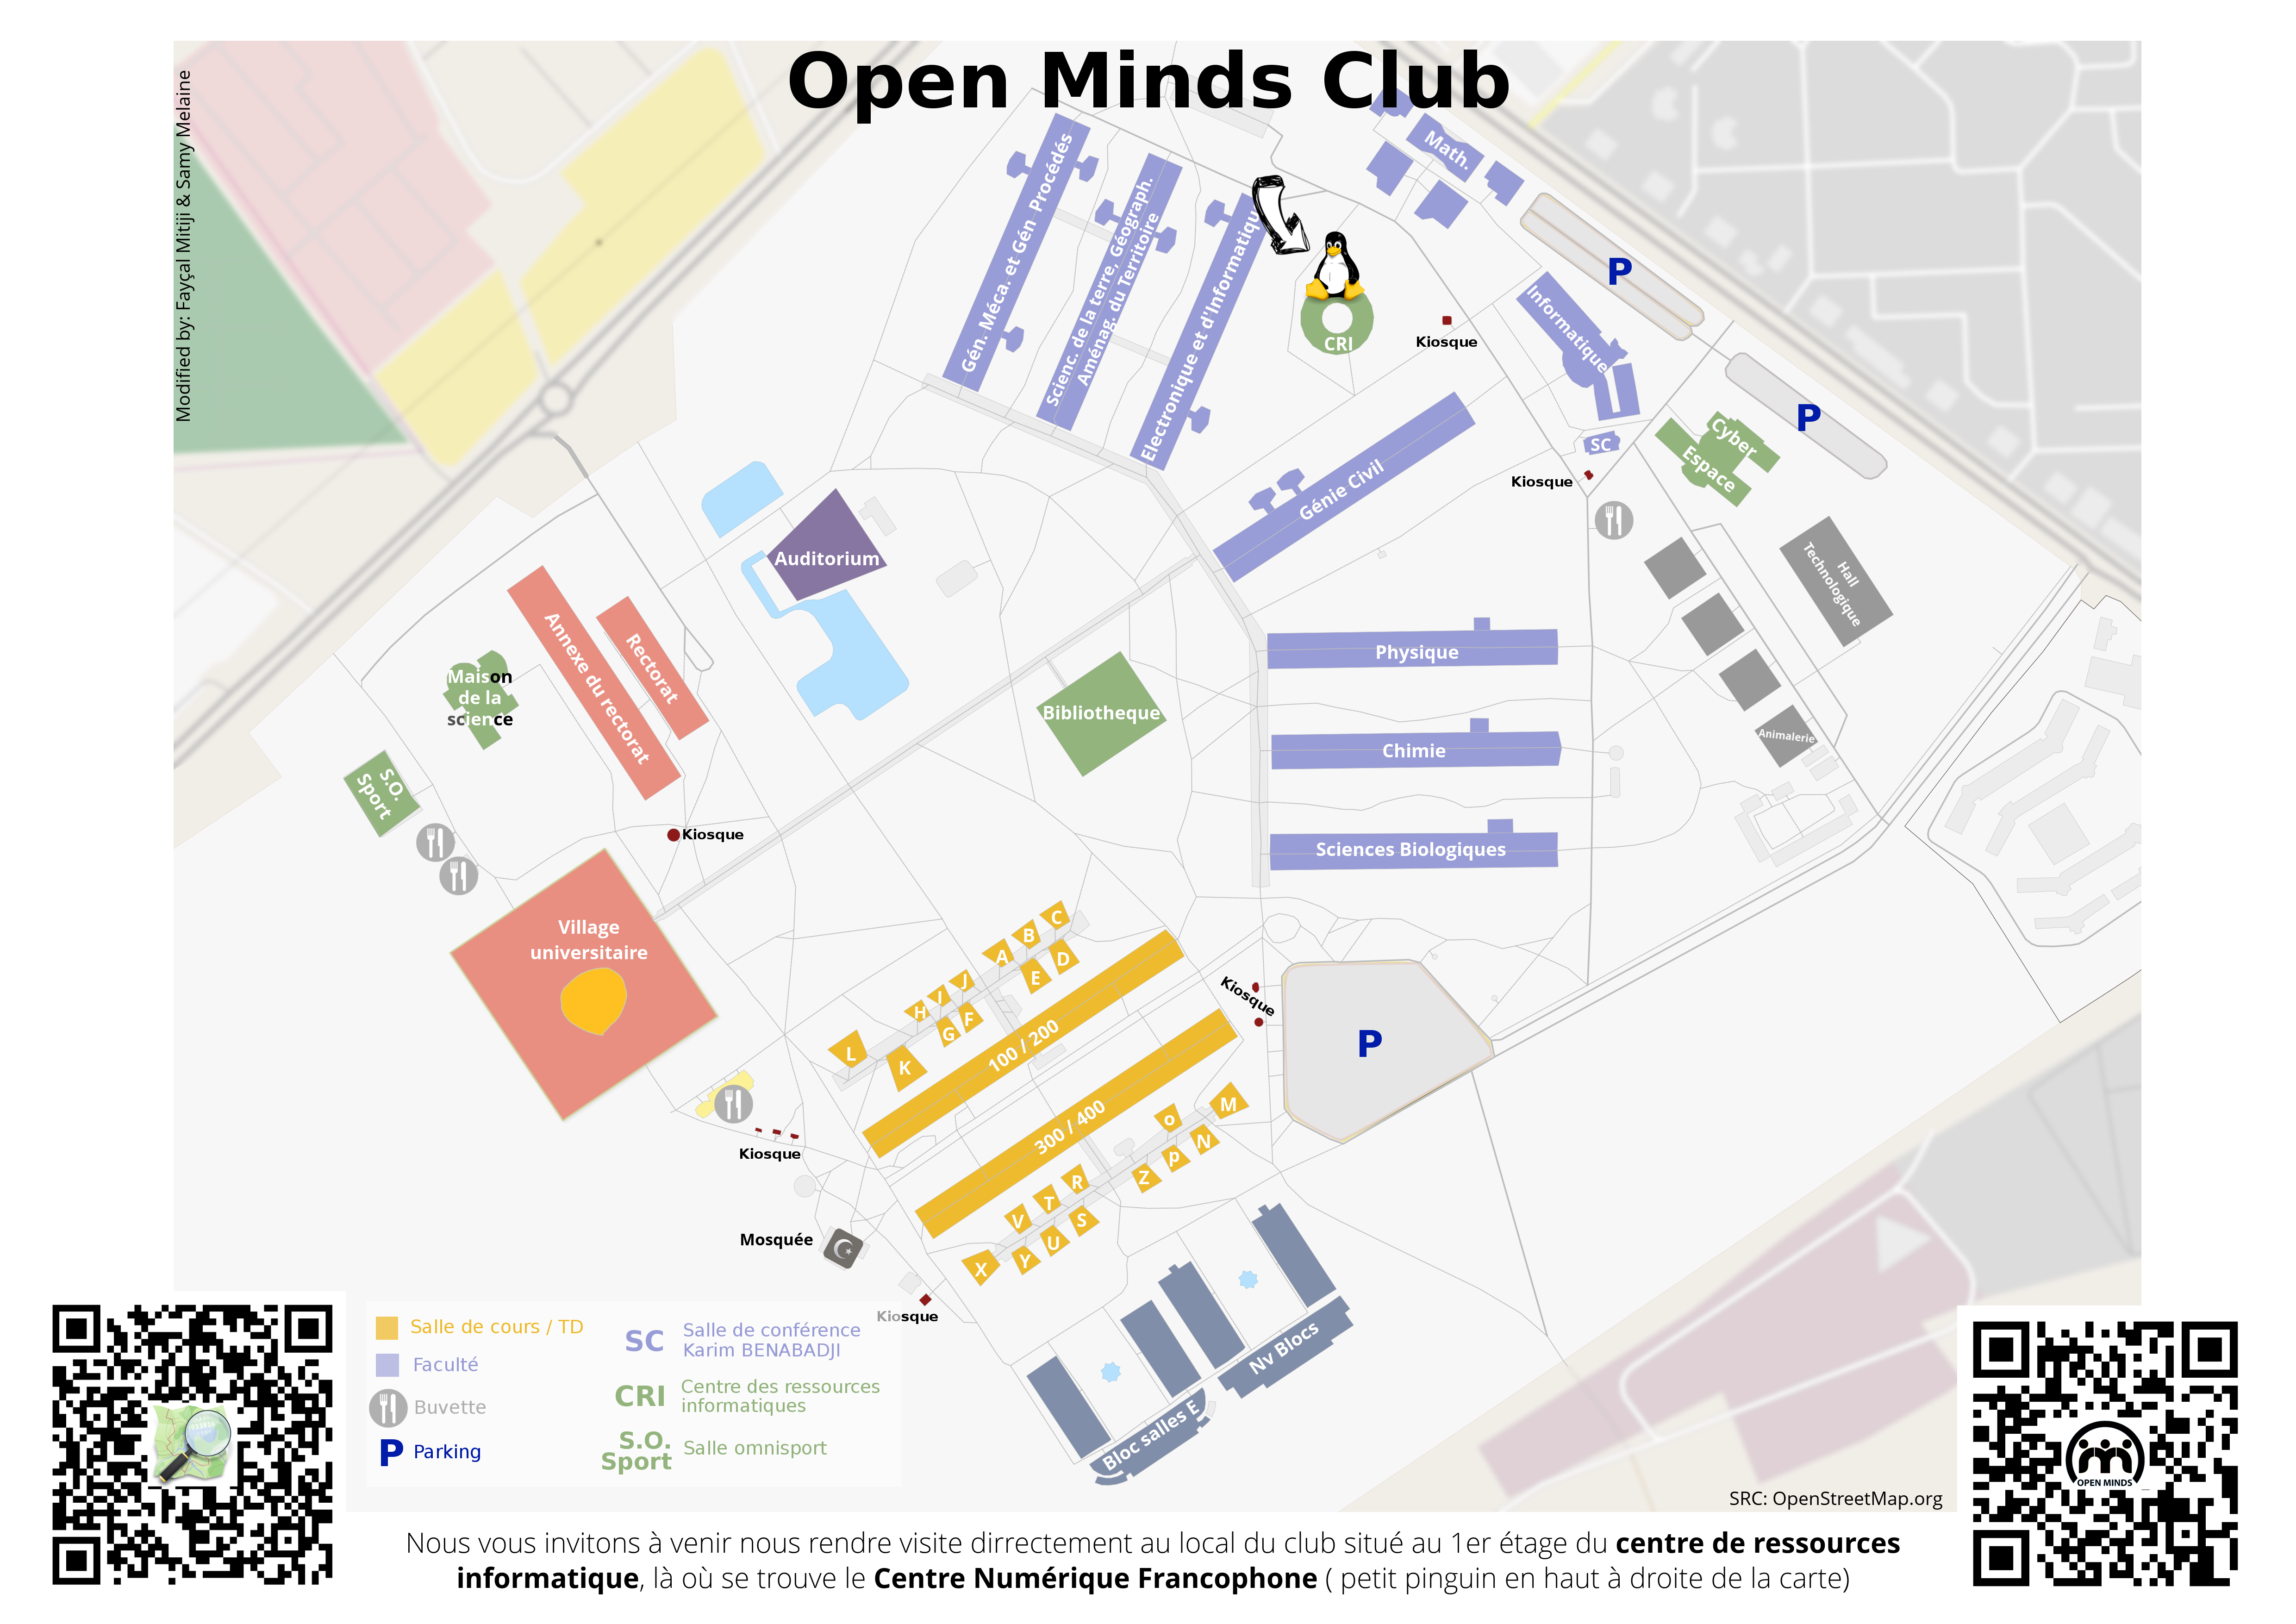 Open Minds Club
Modified by: Fayçal Mitiji & Samy Melaine
Gén. Méca. et Gén Procédés
Scienc. de la terre, Géograph.
Aménag. du Territoire
Electronique et d'Informatiqu
Math.
P
CRI
Kiosque
Informatique
P
SC
Cyber
Espace
Kiosque
Génie Civil
Auditorium
Hall
Technologique
Annexe du rectorat
Rectorat
Physique
Maison
de la
science
Bibliotheque
Chimie
Animalerie
S.O.
Sport
Kiosque
Sciences Biologiques
Village
universitaire
C
B
A
D
E
J
I
H
F
G
L
K
100 / 200
Kiosque
P
300 / 400
M
o
N
p
Z
R
T
V
S
U
Y
X
Kiosque
Mosquée
Kiosque
Nv Blocs
Bloc salles E
Salle de cours / TD
Faculté
Buvette
P Parking
SC Salle de conférence
Karim BENABADJI
CRI Centre des ressources
informatiques
S.O.
Sport Salle omnisport
OPEN MINDS
SRC: OpenStreetMap.org
Nous vous invitons à venir nous rendre visite dirrectement au local du club situé au 1er étage du centre de ressources
informatique, là où se trouve le Centre Numérique Francophone ( petit pinguin en haut à droite de la carte)